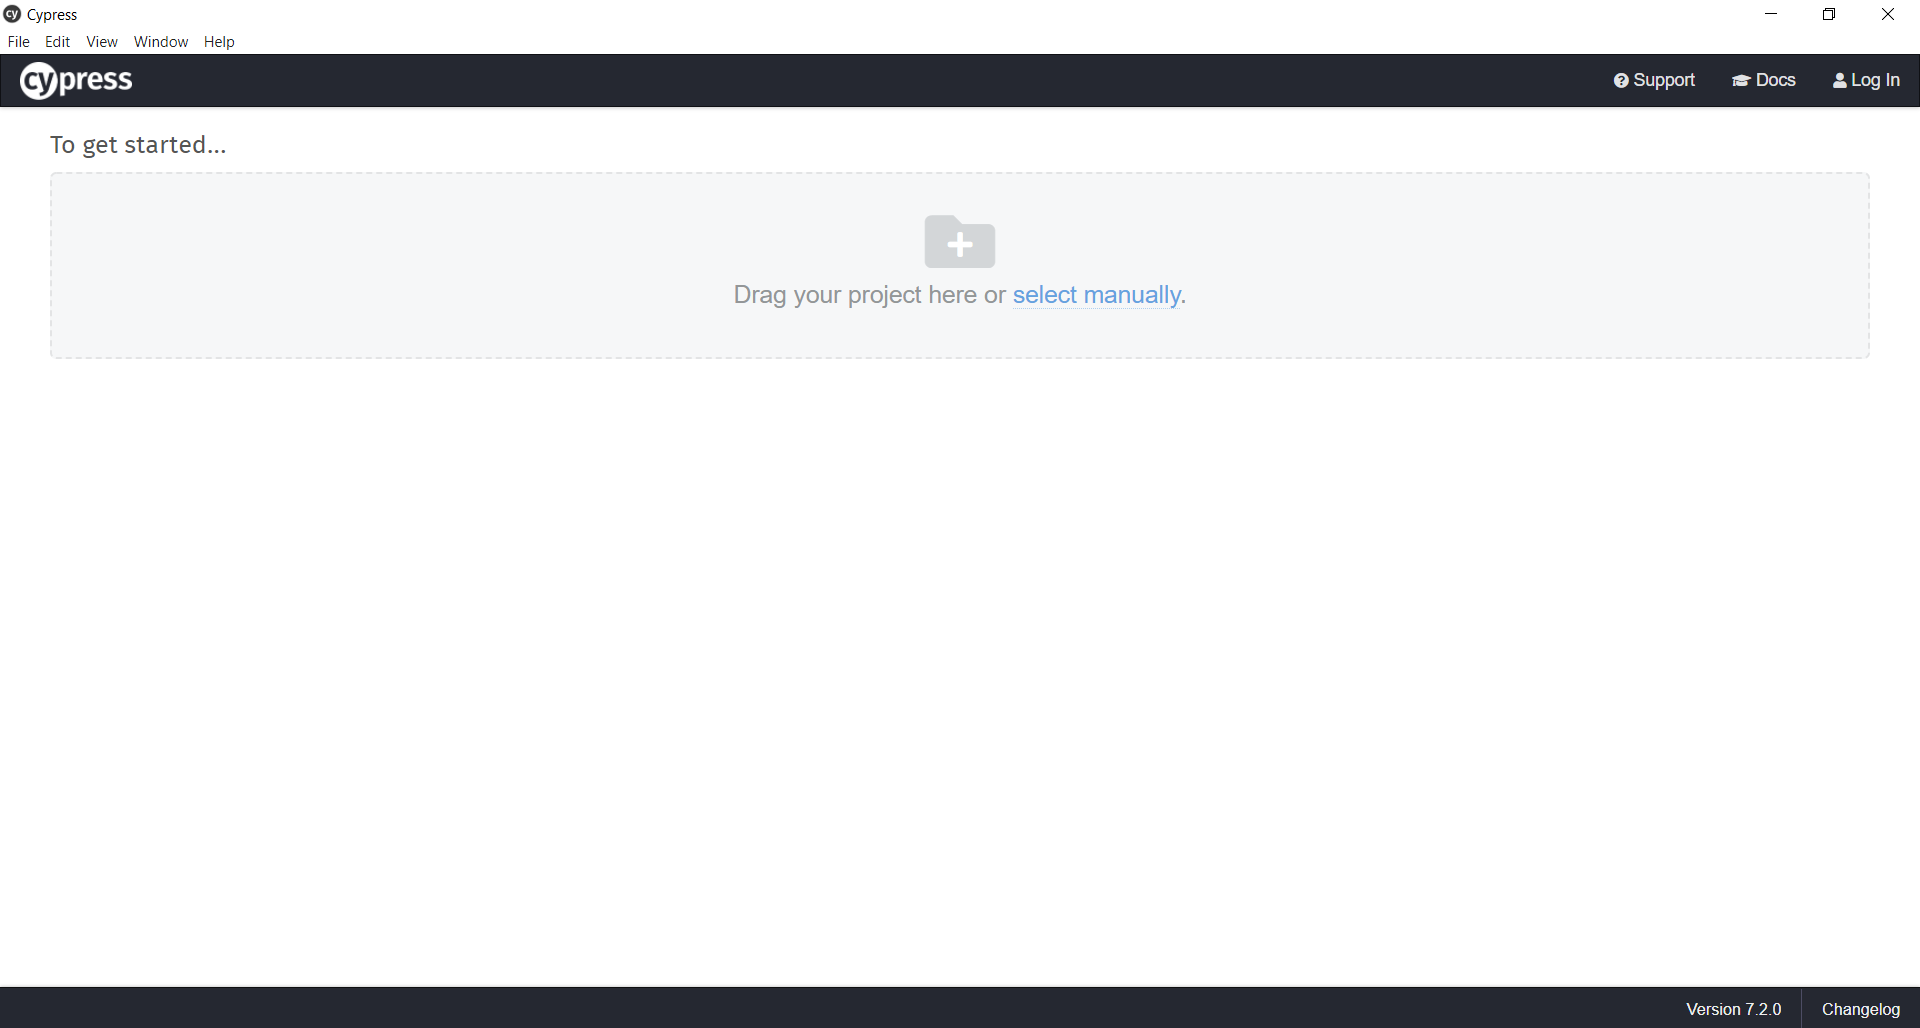 cy Cypress
File Edit View Window Help
cypress Support Docs Log In
To get started...
Drag your project here or select manually.
Version 7.2.0 Changelog